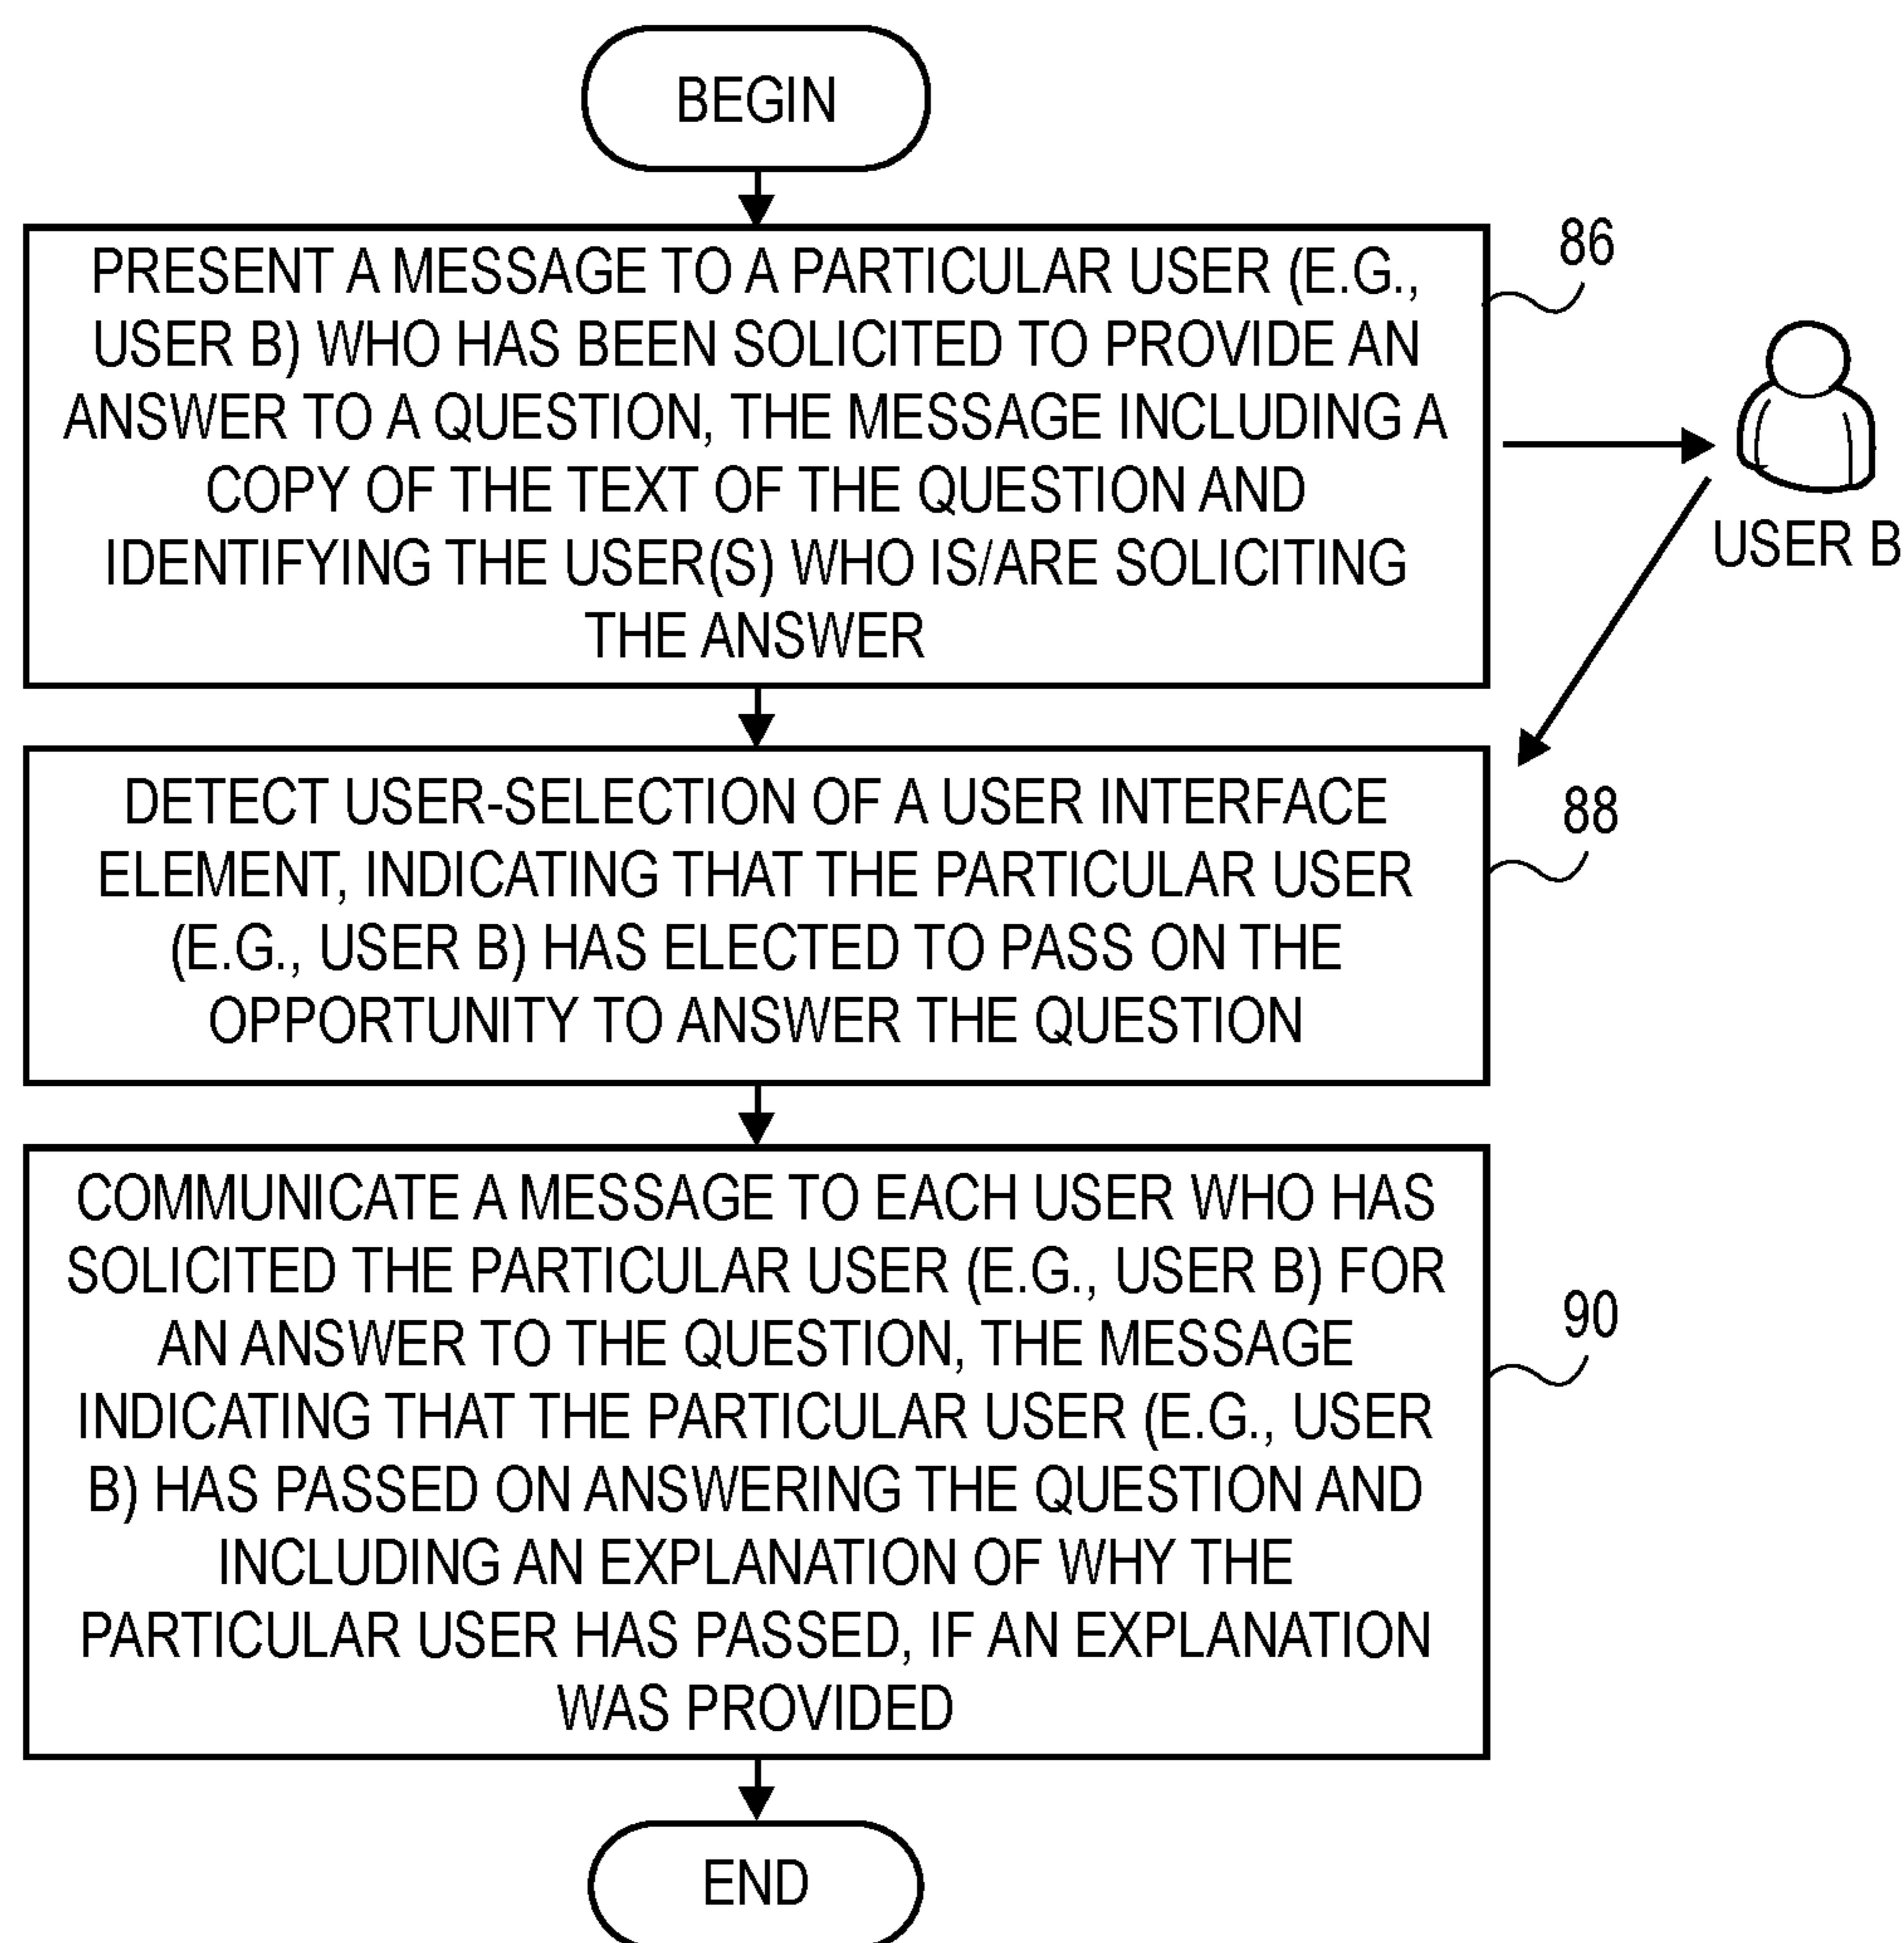 BEGIN
PRESENT A MESSAGE TO A PARTICULAR USER (E.G.,
USER B) WHO HAS BEEN SOLICITED TO PROVIDE AN
ANSWER TO A QUESTION, THE MESSAGE INCLUDING A
COPY OF THE TEXT OF THE QUESTION AND
IDENTIFYING THE USER(S) WHO IS/ARE SOLICITING
THE ANSWER
86
USER B
DETECT USER-SELECTION OF A USER INTERFACE
ELEMENT, INDICATING THAT THE PARTICULAR USER
(E.G., USER B) HAS ELECTED TO PASS ON THE
OPPORTUNITY TO ANSWER THE QUESTION
88
COMMUNICATE A MESSAGE TO EACH USER WHO HAS
SOLICITED THE PARTICULAR USER (E.G., USER B) FOR
AN ANSWER TO THE QUESTION, THE MESSAGE
INDICATING THAT THE PARTICULAR USER (E.G., USER
B) HAS PASSED ON ANSWERING THE QUESTION AND
INCLUDING AN EXPLANATION OF WHY THE
PARTICULAR USER HAS PASSED, IF AN EXPLANATION
WAS PROVIDED
90
END